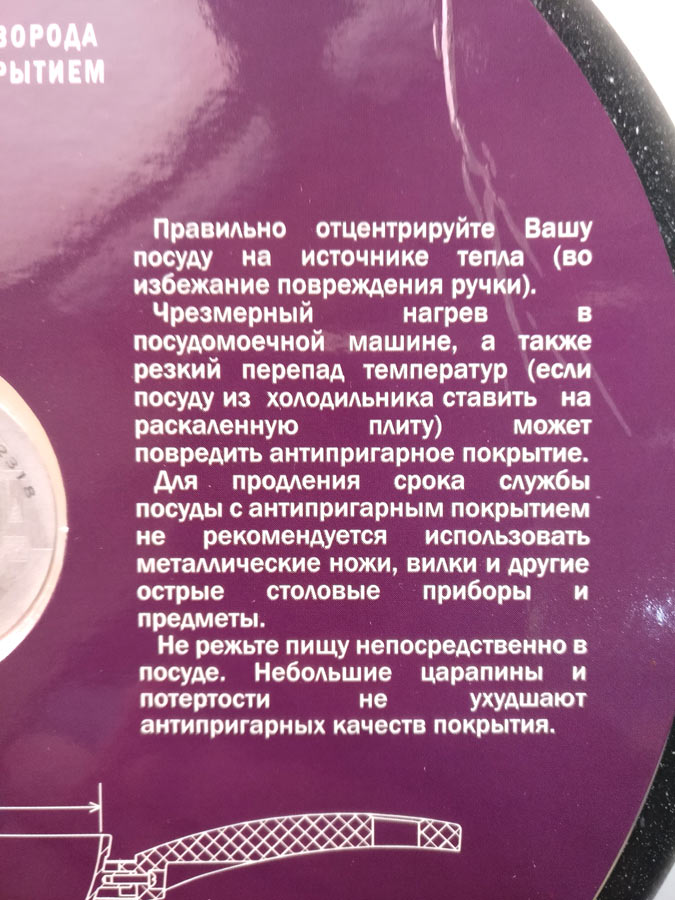 ВОРОДА
РЫТИЕМ
Правильно отцентрируйте Вашу
посуду на источнике тепла (во
избежание повреждения ручки).
Чрезмерный нагрев в
посудомоечной машине, а также
резкий перепад температур (если
посуду из холодильника ставить на
раскаленную плиту) может
повредить антипригарное покрытие.
Для продления срока службы
посуды с антипригарным покрытием
не рекомендуется использовать
металлические ножи, вилки и другие
острые столовые приборы и
предметы.
Не режьте пищу непосредственно в
посуде. Небольшие царапины и
потертости не ухудшают
антипригарных качеств покрытия.